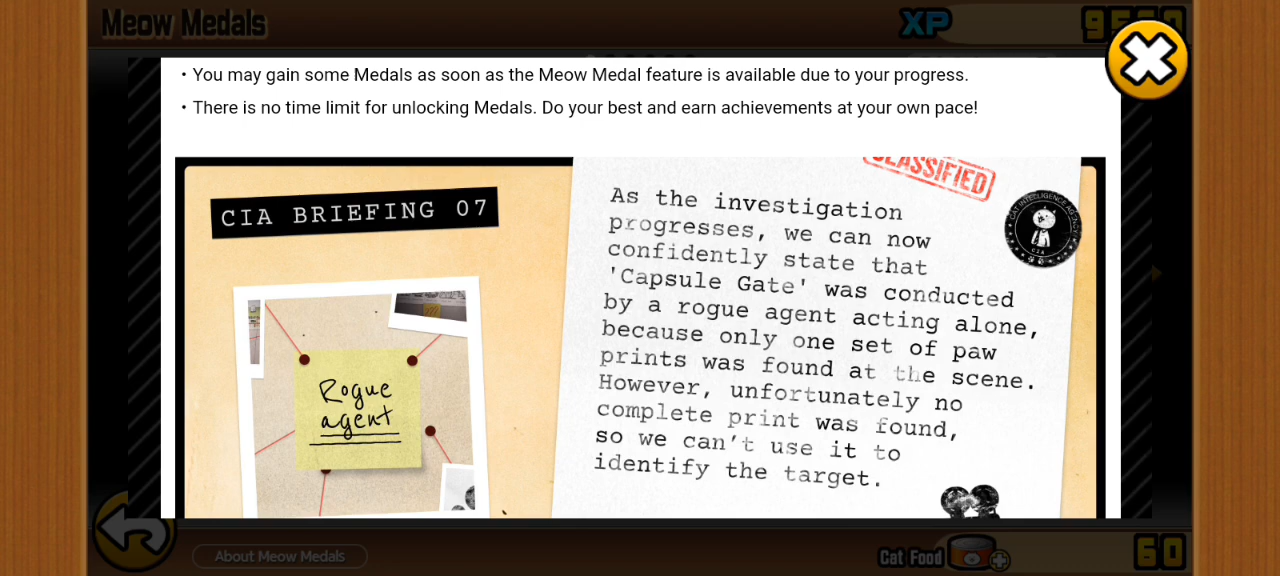 Meow Medals
XP
• You may gain some Medals as soon as the Meow Medal feature is available due to your progress.
• There is no time limit for unlocking Medals. Do your best and earn achievements at your own pace!
CLASSIFIED
CIA BRIEFING 07
CAT INTELLIGENCE AGENCY
CIA
As the investigation
progresses, we can now
confidently state that
'Capsule Gate' was conducted
by a rogue agent acting alone,
because only one set of paw
prints was found at the scene.
However, unfortunately no
complete print was found,
so we can't use it to
identify the target.
Rogue
agent
About Meow Medals
Cat Food
60